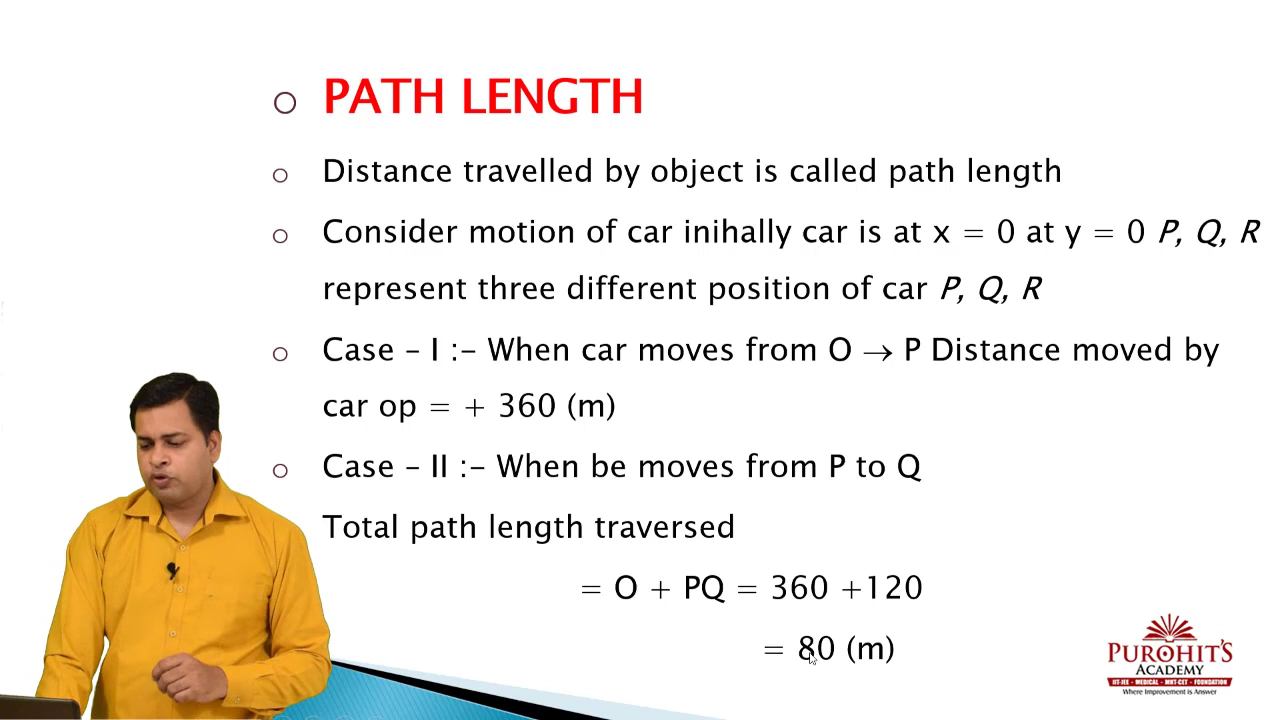 PATH LENGTH
Distance travelled by object is called path length
Consider motion of car inihally car is at x = 0 at y = 0 P, Q, R
represent three different position of car P, Q, R
Case – I :– When car moves from O → P Distance moved by
car op = + 360 (m)
Case – II :– When be moves from P to Q
Total path length traversed
= O + PQ = 360 +120
= 80 (m)
PUROHIT'S
ACADEMY
IIT-JEE – MEDICAL – MHT-CET – FOUNDATION
Where Improvement is Answer